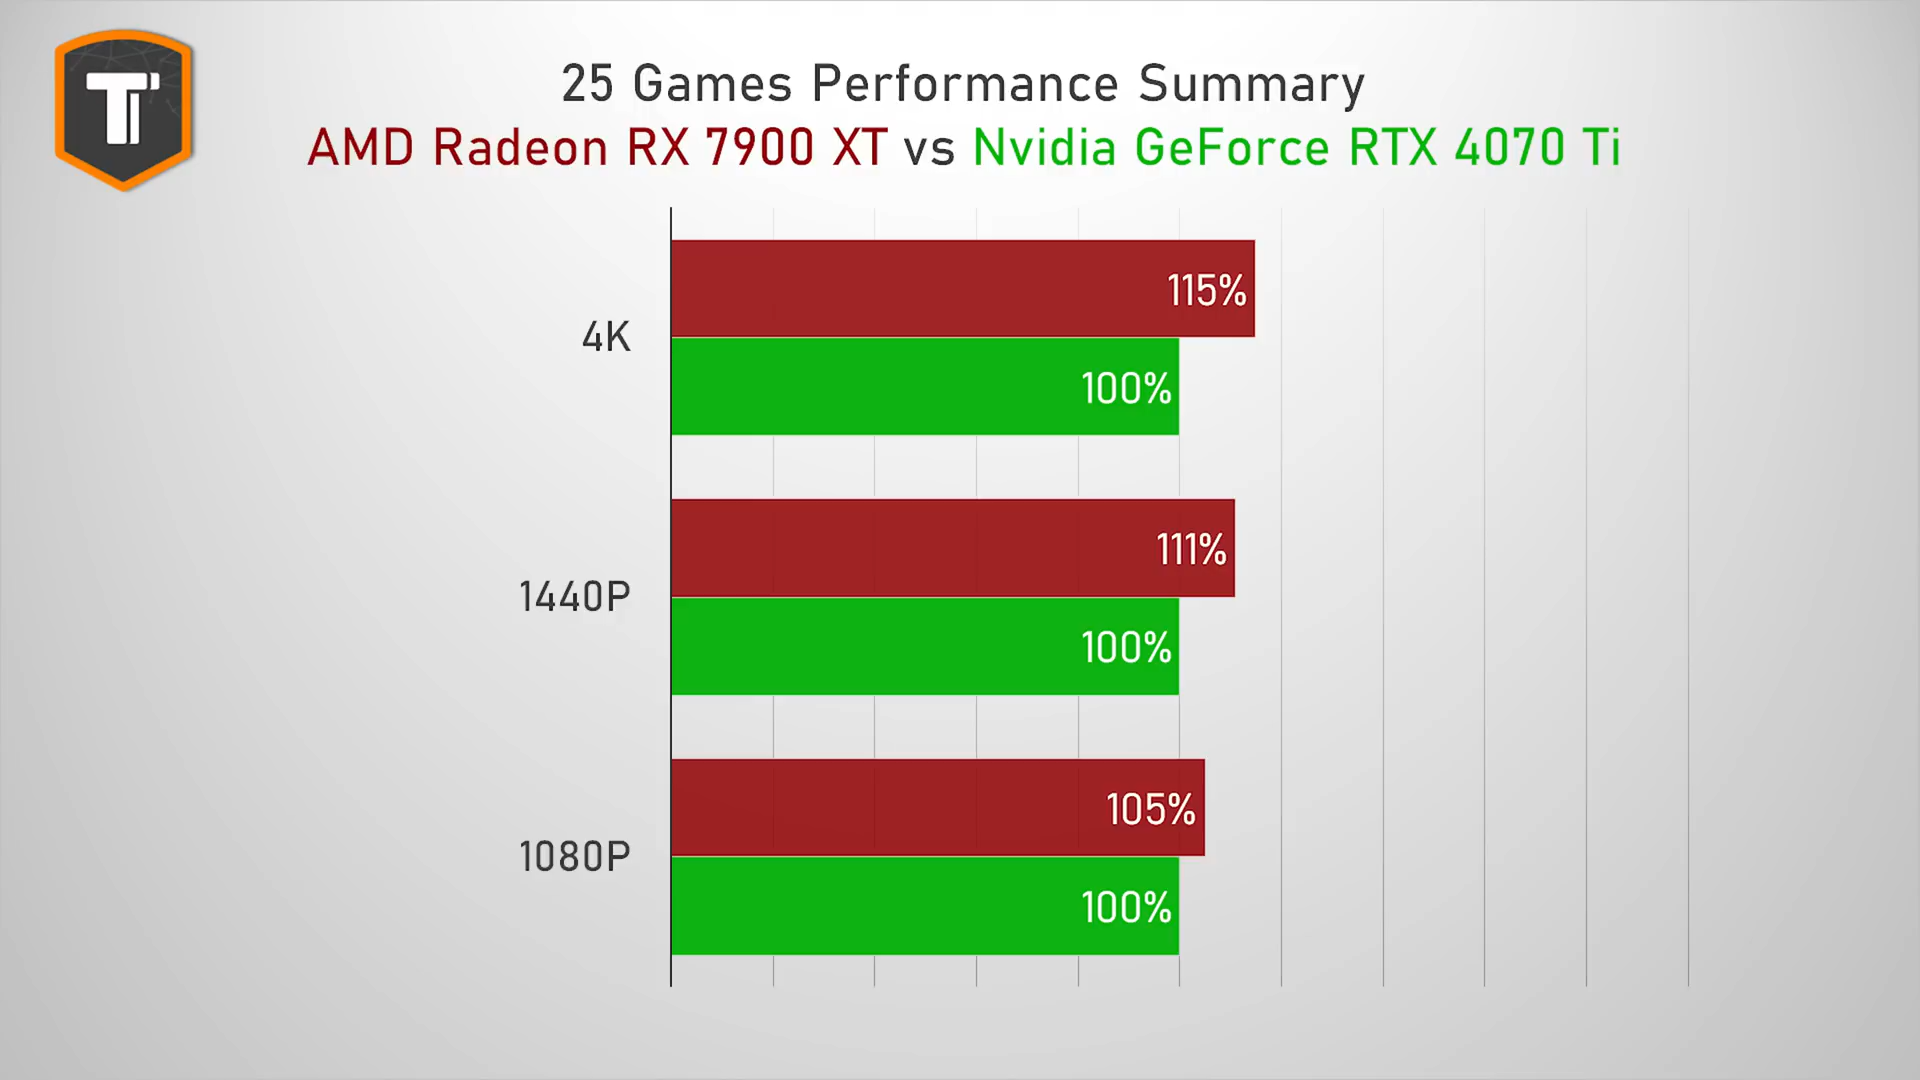 25 Games Performance Summary
AMD Radeon RX 7900 XT vs Nvidia GeForce RTX 4070 Ti
4K
115%
100%
1440P
111%
100%
1080P
105%
100%